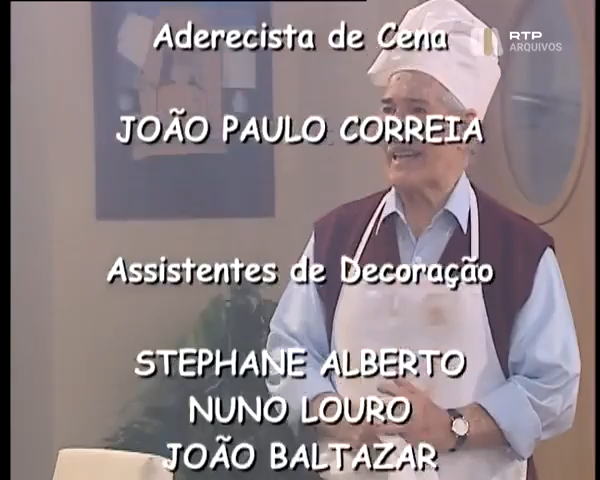 RTP
ARQUIVOS
Aderecista de Cena
JOÃO PAULO CORREIA
Assistentes de Decoração
STEPHANE ALBERTO
NUNO LOURO
JOÃO BALTAZAR